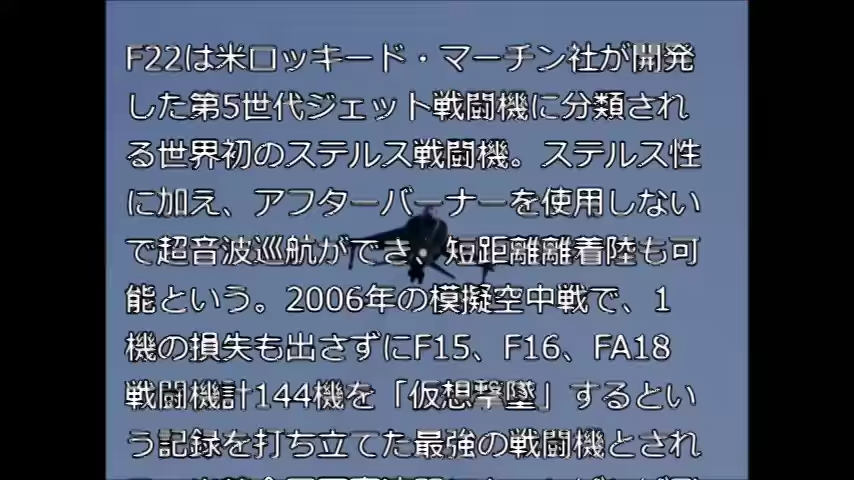 F22は米ロッキード・マーチン社が開発
した第5世代ジェット戦闘機に分類され
る世界初のステルス戦闘機。ステルス性
に加え、アフターバーナーを使用しない
で超音波巡航ができ、短距離離着陸も可
能という。2006年の模擬空中戦で、1
機の損失も出さずにF15、F16、FA18
戦闘機計144機を「仮想撃墜」するとい
う記録を打ち立てた最強の戦闘機とされ